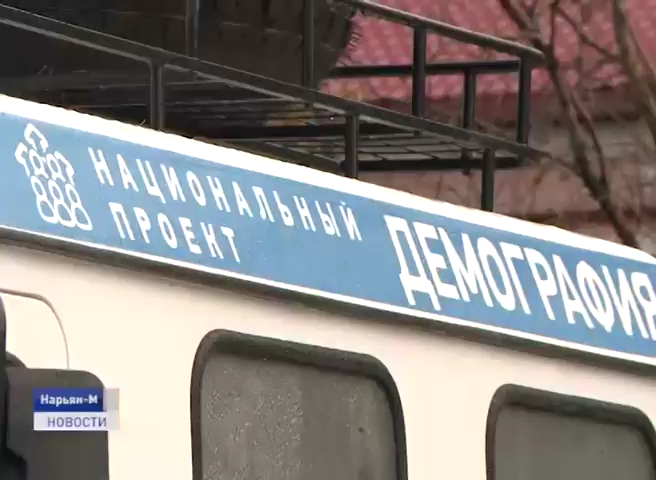 НАЦИОНАЛЬНЫЙ
ПРОЕКТ
ДЕМОГРАФИЯ
Нарьян-М
НОВОСТИ